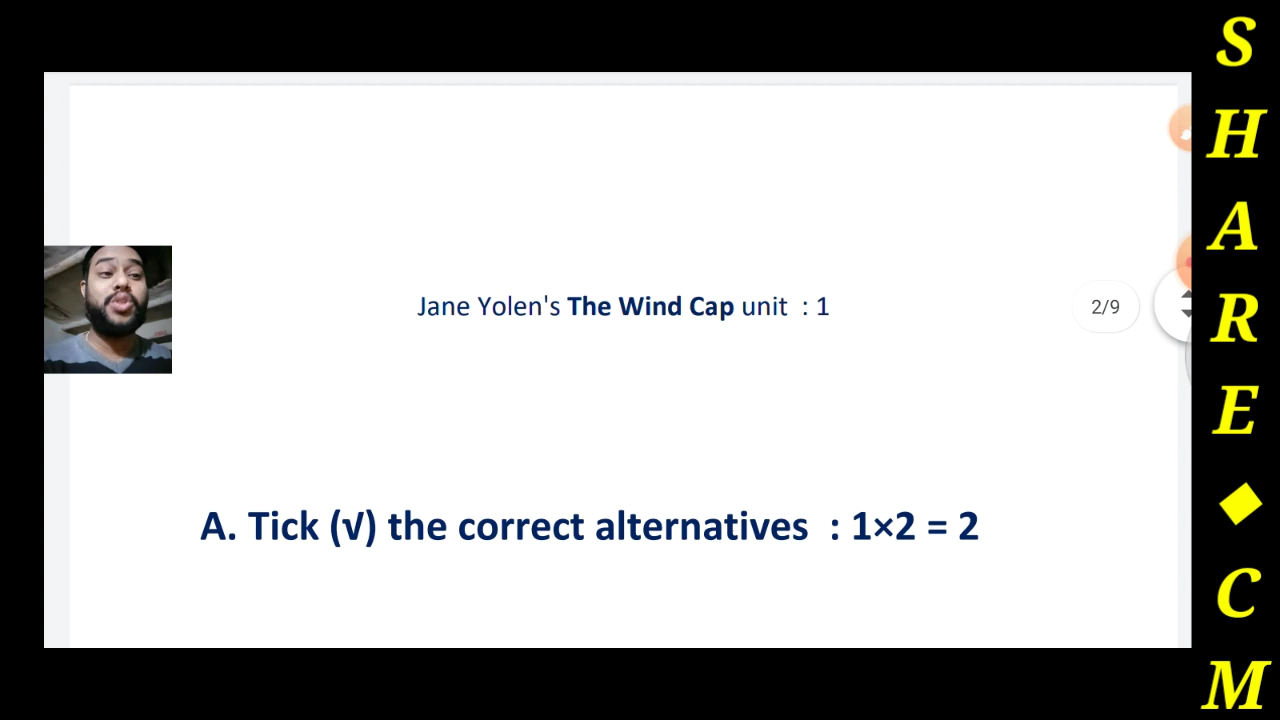 Jane Yolen's The Wind Cap unit : 1
2/9
A. Tick (√) the correct alternatives : 1×2 = 2
S
H
A
R
E
◆
C
M